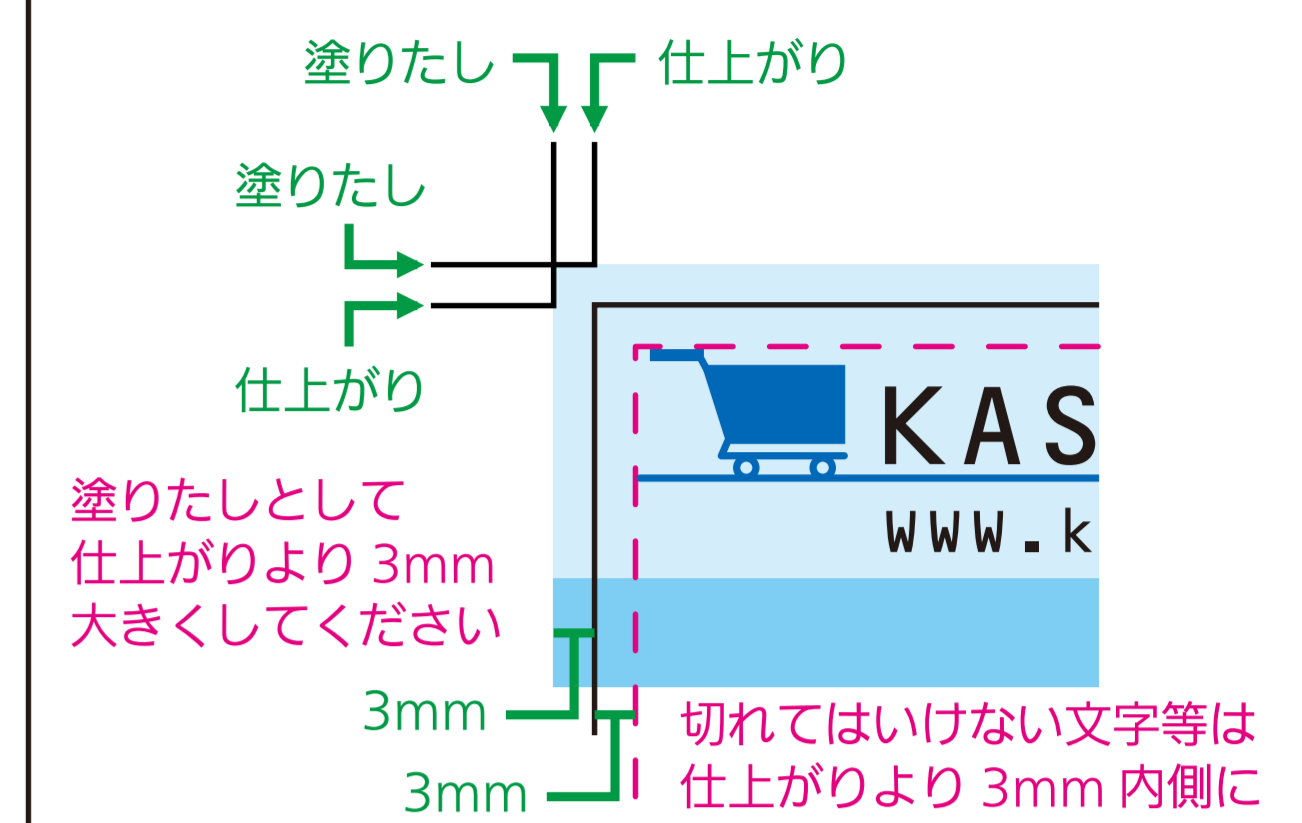 塗りたし
仕上がり
塗りたし
仕上がり
KAS
www.k
塗りたしとして
仕上がりより 3mm
大きくしてください
3mm
3mm
切れてはいけない文字等は
仕上がりより 3mm 内側に